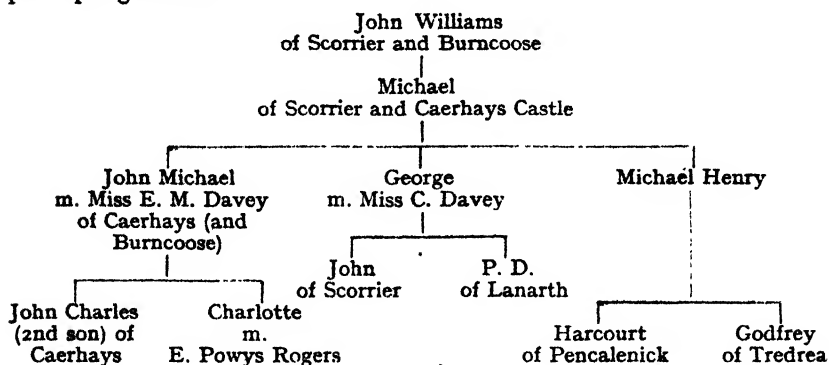 John Williams
of Scorrier and Burncoose
Michael
of Scorrier and Caerhays Castle
John Michael
m. Miss E. M. Davey
of Caerhays (and
Burncoose)
George
m. Miss C. Davey
Michael Henry
John
of Scorrier
P. D.
of Lanarth
John Charles
(2nd son) of
Caerhays
Charlotte
m.
E. Powys Rogers
Harcourt
of Pencalenick
Godfrey
of Tredrea